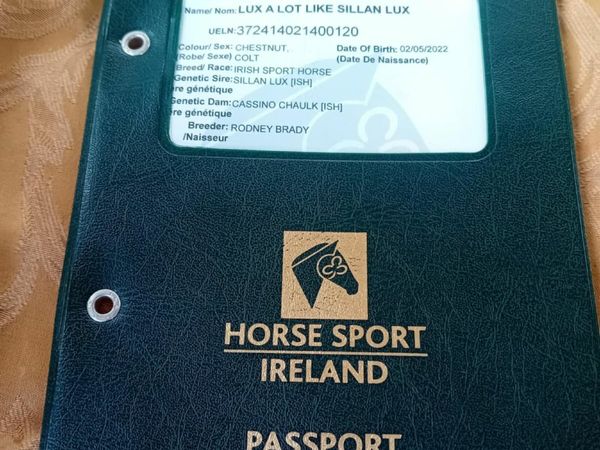 Name/ Nom: LUX A LOT LIKE SILLAN LUX
UELN: 372414021400120
Colour/ Sex: CHESTNUT, Date Of Birth: 02/05/2022
(Robe/ Sexe) COLT (Date De Naissance)
Breed/ Race: IRISH SPORT HORSE
Genetic Sire: SILLAN LUX [ISH]
ère génétique
Genetic Dam: CASSINO CHAULK [ISH]
ère génétique
Breeder: RODNEY BRADY
/Naisseur
HORSE SPORT
IRELAND
PASSPORT